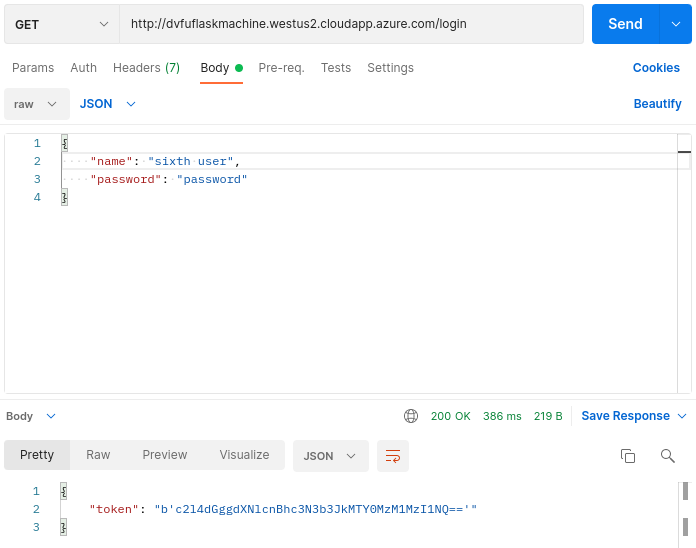 GET http://dvfuflaskmachine.westus2.cloudapp.azure.com/login Send
Params Auth Headers (7) Body Pre-req. Tests Settings Cookies
raw JSON Beautify
1 {
2 "name": "sixth user",
3 "password": "password"
4 }
Body 200 OK 386 ms 219 B Save Response
Pretty Raw Preview Visualize JSON
1 {
2 "token": "b'c2l4dGggdXNlcnBhc3N3b3JkMTY0MzM1MzI1NQ=='"
3 }